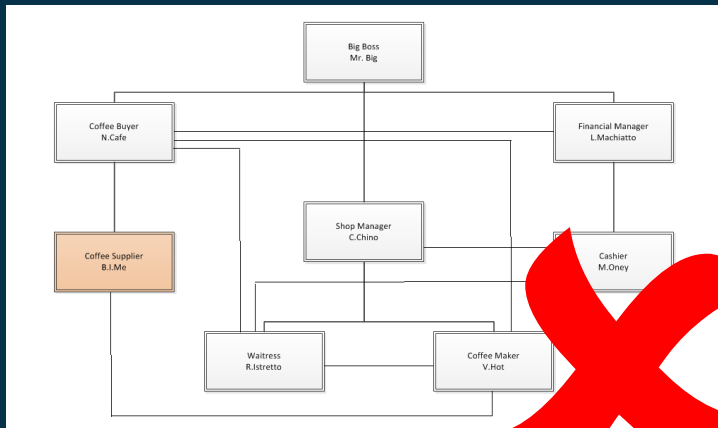 Big Boss
Mr. Big
Coffee Buyer
N.Cafe
Financial Manager
L.Machiatto
Shop Manager
C.Chino
Coffee Supplier
B.I.Me
Cashier
M.Oney
Waitress
R.Istretto
Coffee Maker
V.Hot